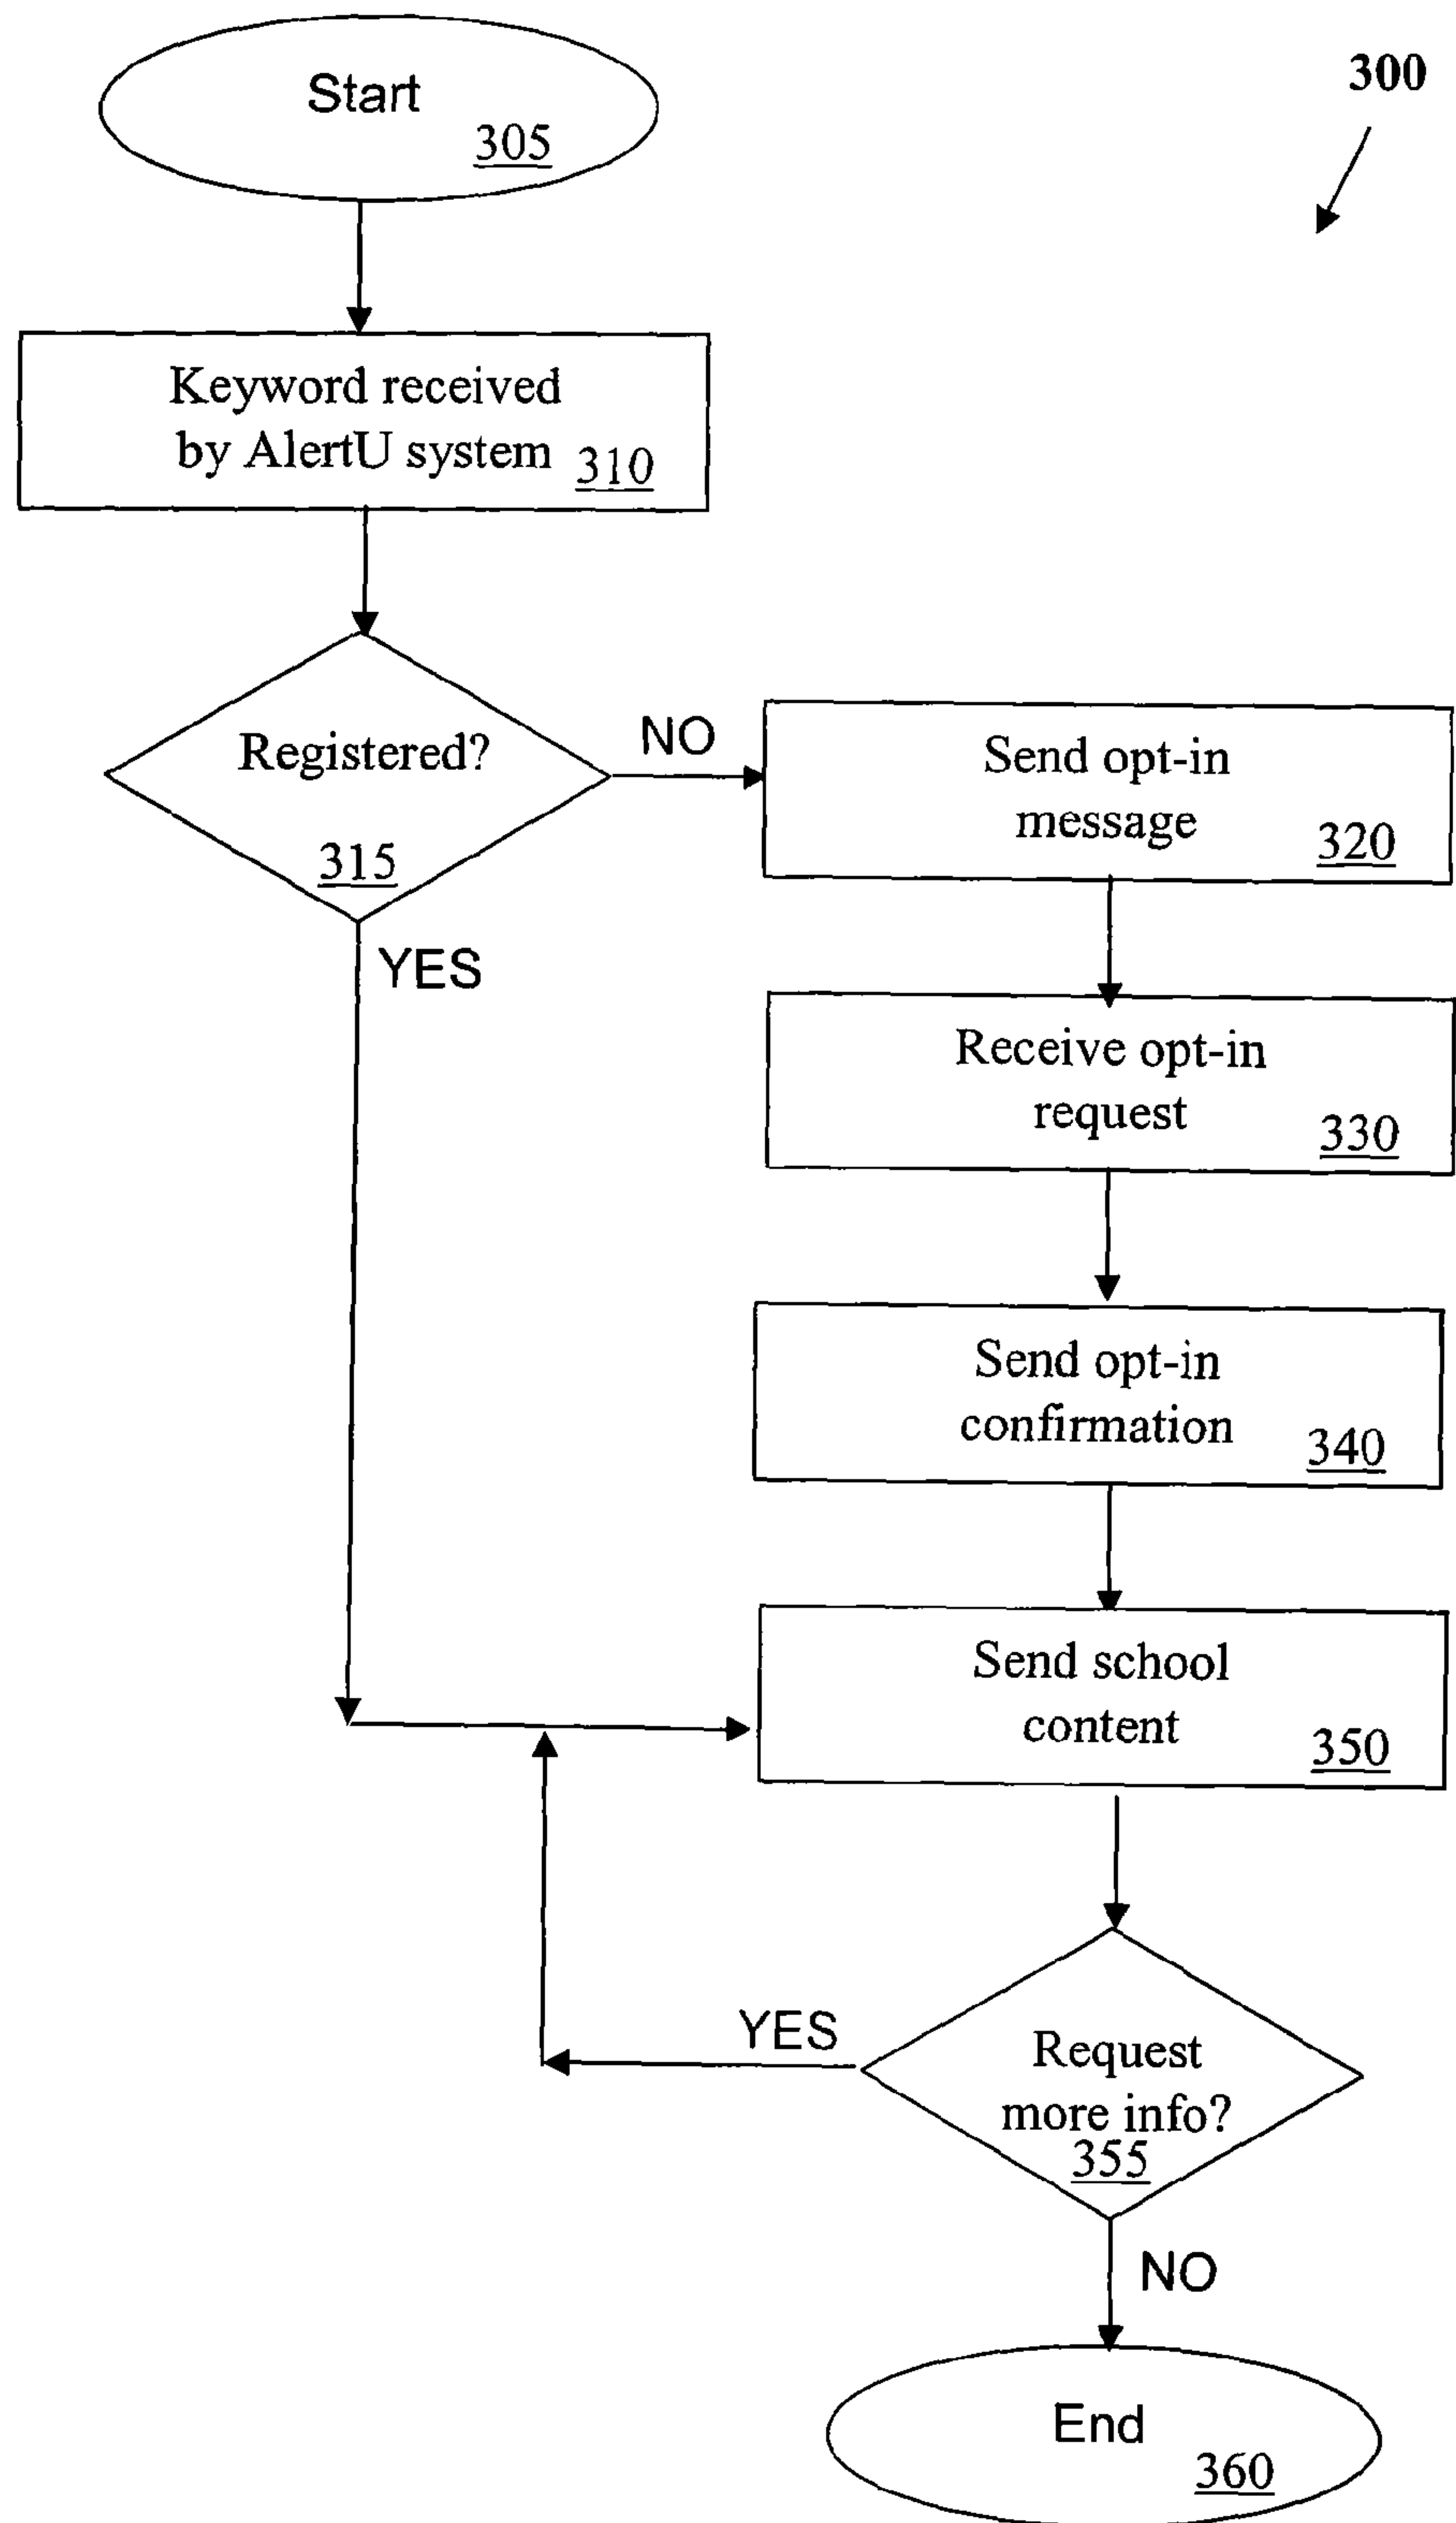 Start
305
300
Keyword received
by AlertU system 310
Registered?
315
NO
YES
Send opt-in
message
320
Receive opt-in
request
330
Send opt-in
confirmation
340
Send school
content
350
Request
more info?
355
YES
NO
End
360